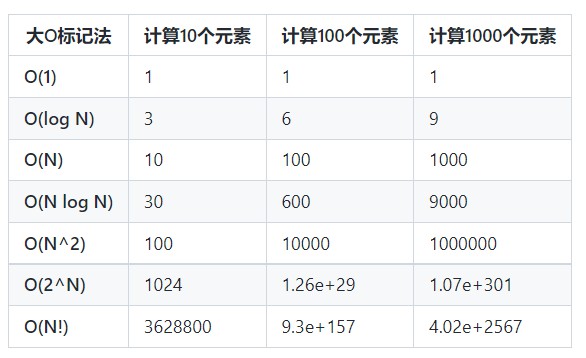 大O标记法 计算10个元素 计算100个元素 计算1000个元素
O(1) 1 1 1
O(log N) 3 6 9
O(N) 10 100 1000
O(N log N) 30 600 9000
O(N^2) 100 10000 1000000
O(2^N) 1024 1.26e+29 1.07e+301
O(N!) 3628800 9.3e+157 4.02e+2567